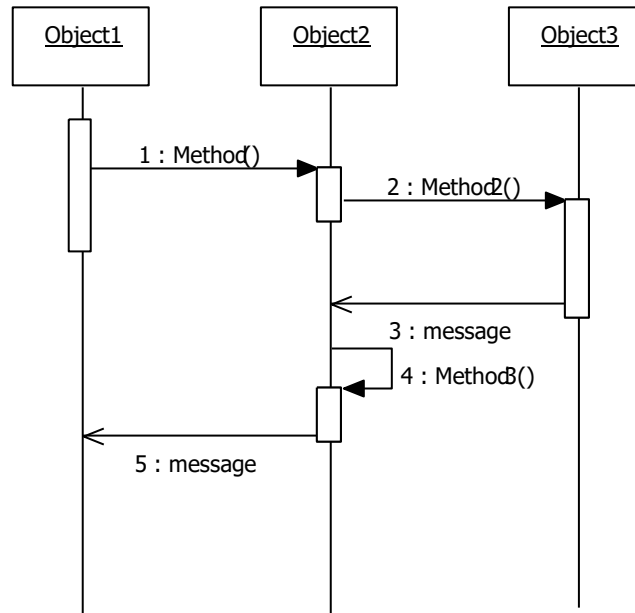 Object1
Object2
Object3
1 : Method()
2 : Method2()
3 : message
4 : Method3()
5 : message